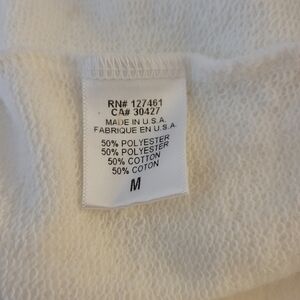 RN# 127461
CA# 30427
MADE IN U.S.A.
FABRIQUE EN U.S.A.
50% POLYESTER
50% POLYESTER
50% COTTON
50% COTON
M